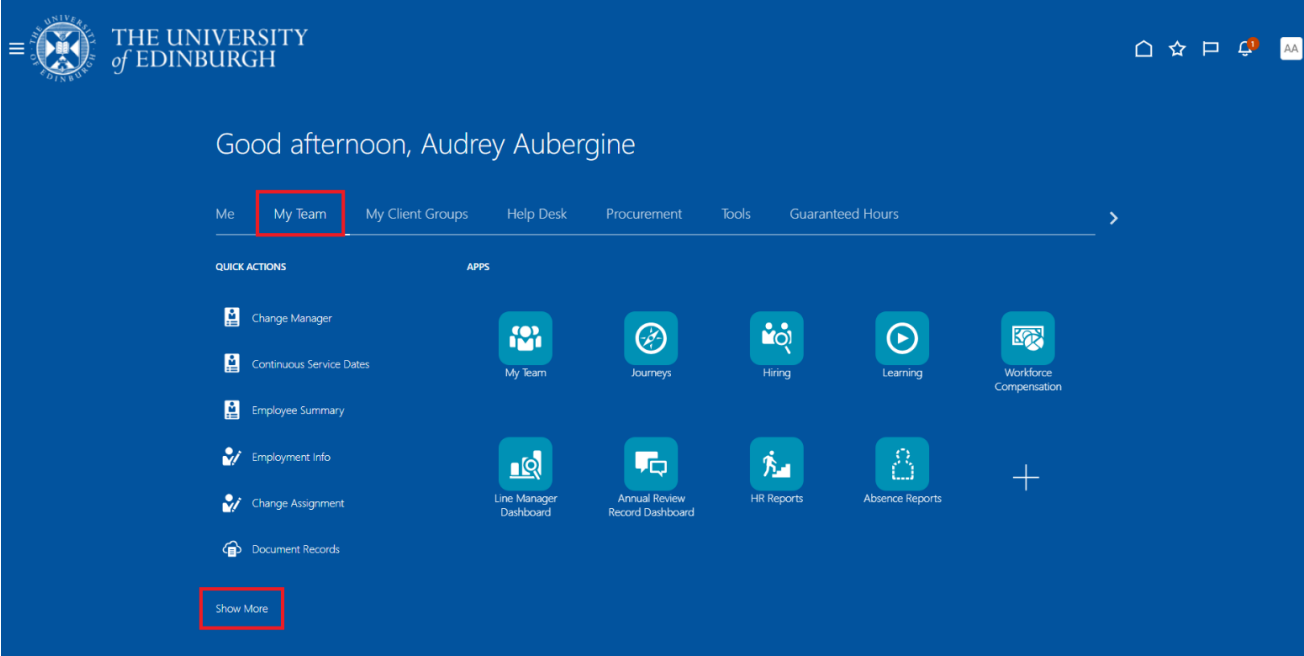 THE UNIVERSITY
of EDINBURGH
1
AA
Good afternoon, Audrey Aubergine
Me My Team My Client Groups Help Desk Procurement Tools Guaranteed Hours
QUICK ACTIONS
Change Manager
Continuous Service Dates
Employee Summary
Employment Info
Change Assignment
Document Records
Show More
APPS
My Team
Journeys
Hiring
Learning
Workforce
Compensation
Line Manager
Dashboard
Annual Review
Record Dashboard
HR Reports
Absence Reports